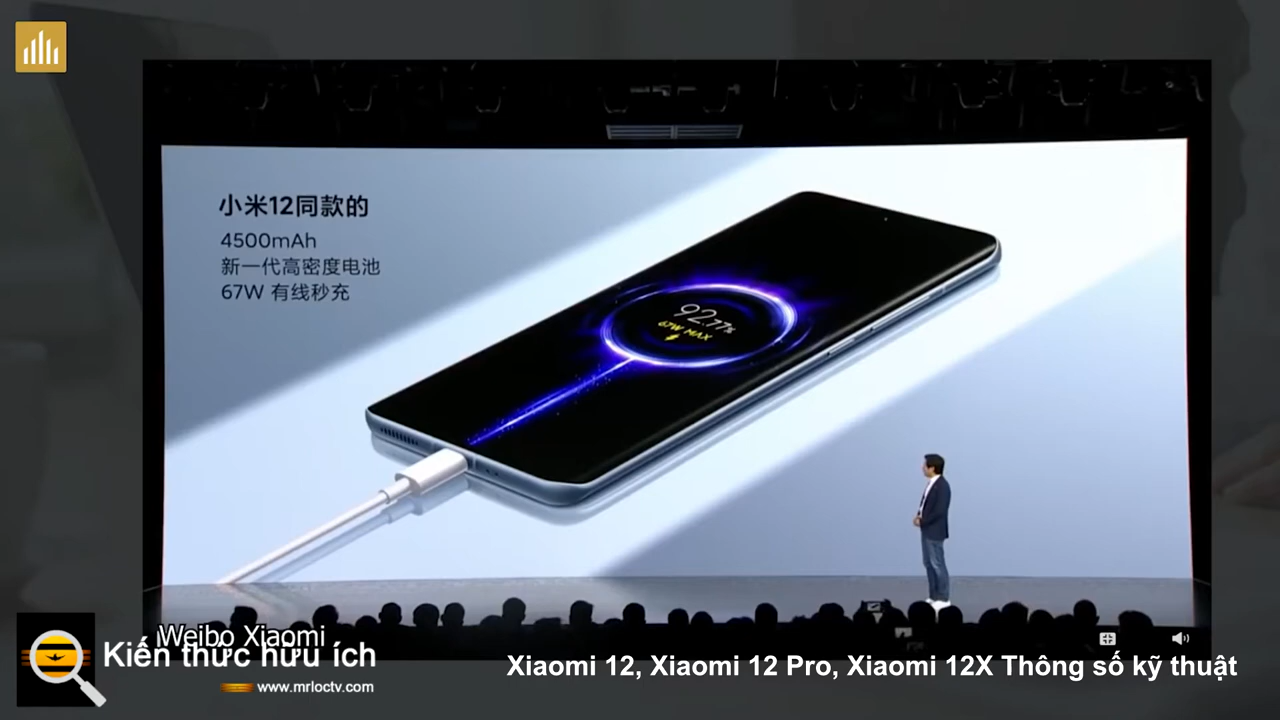 小米12同款的
4500mAh
新一代高密度电池
67W 有线秒充
92.77%
67W MAX
Weibo Xiaomi
Kiến thức hữu ích
www.mrloctv.com
Xiaomi 12, Xiaomi 12 Pro, Xiaomi 12X Thông số kỹ thuật